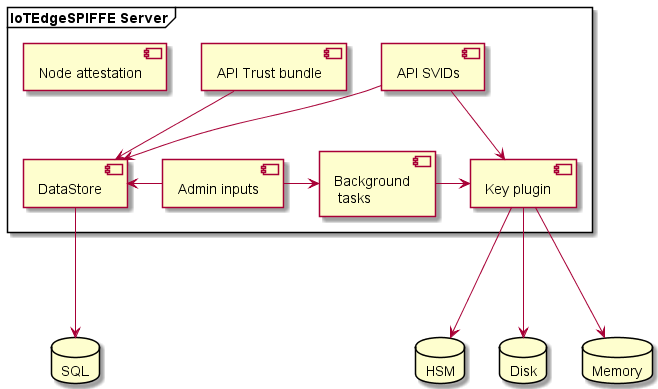 IoTEdgeSPIFFE Server
Node attestation
API Trust bundle
API SVIDs
DataStore
Admin inputs
Background
tasks
Key plugin
SQL
HSM
Disk
Memory